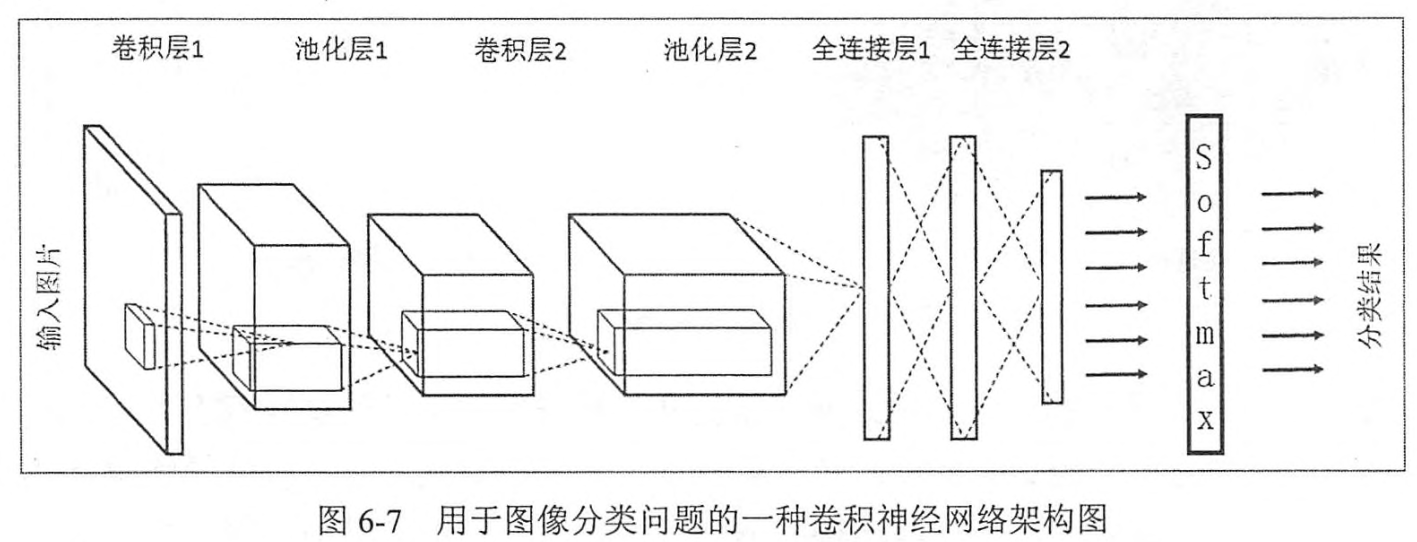 卷积层1 池化层1 卷积层2 池化层2 全连接层1 全连接层2
输入图片
Softmax
分类结果
图 6-7 用于图像分类问题的一种卷积神经网络架构图